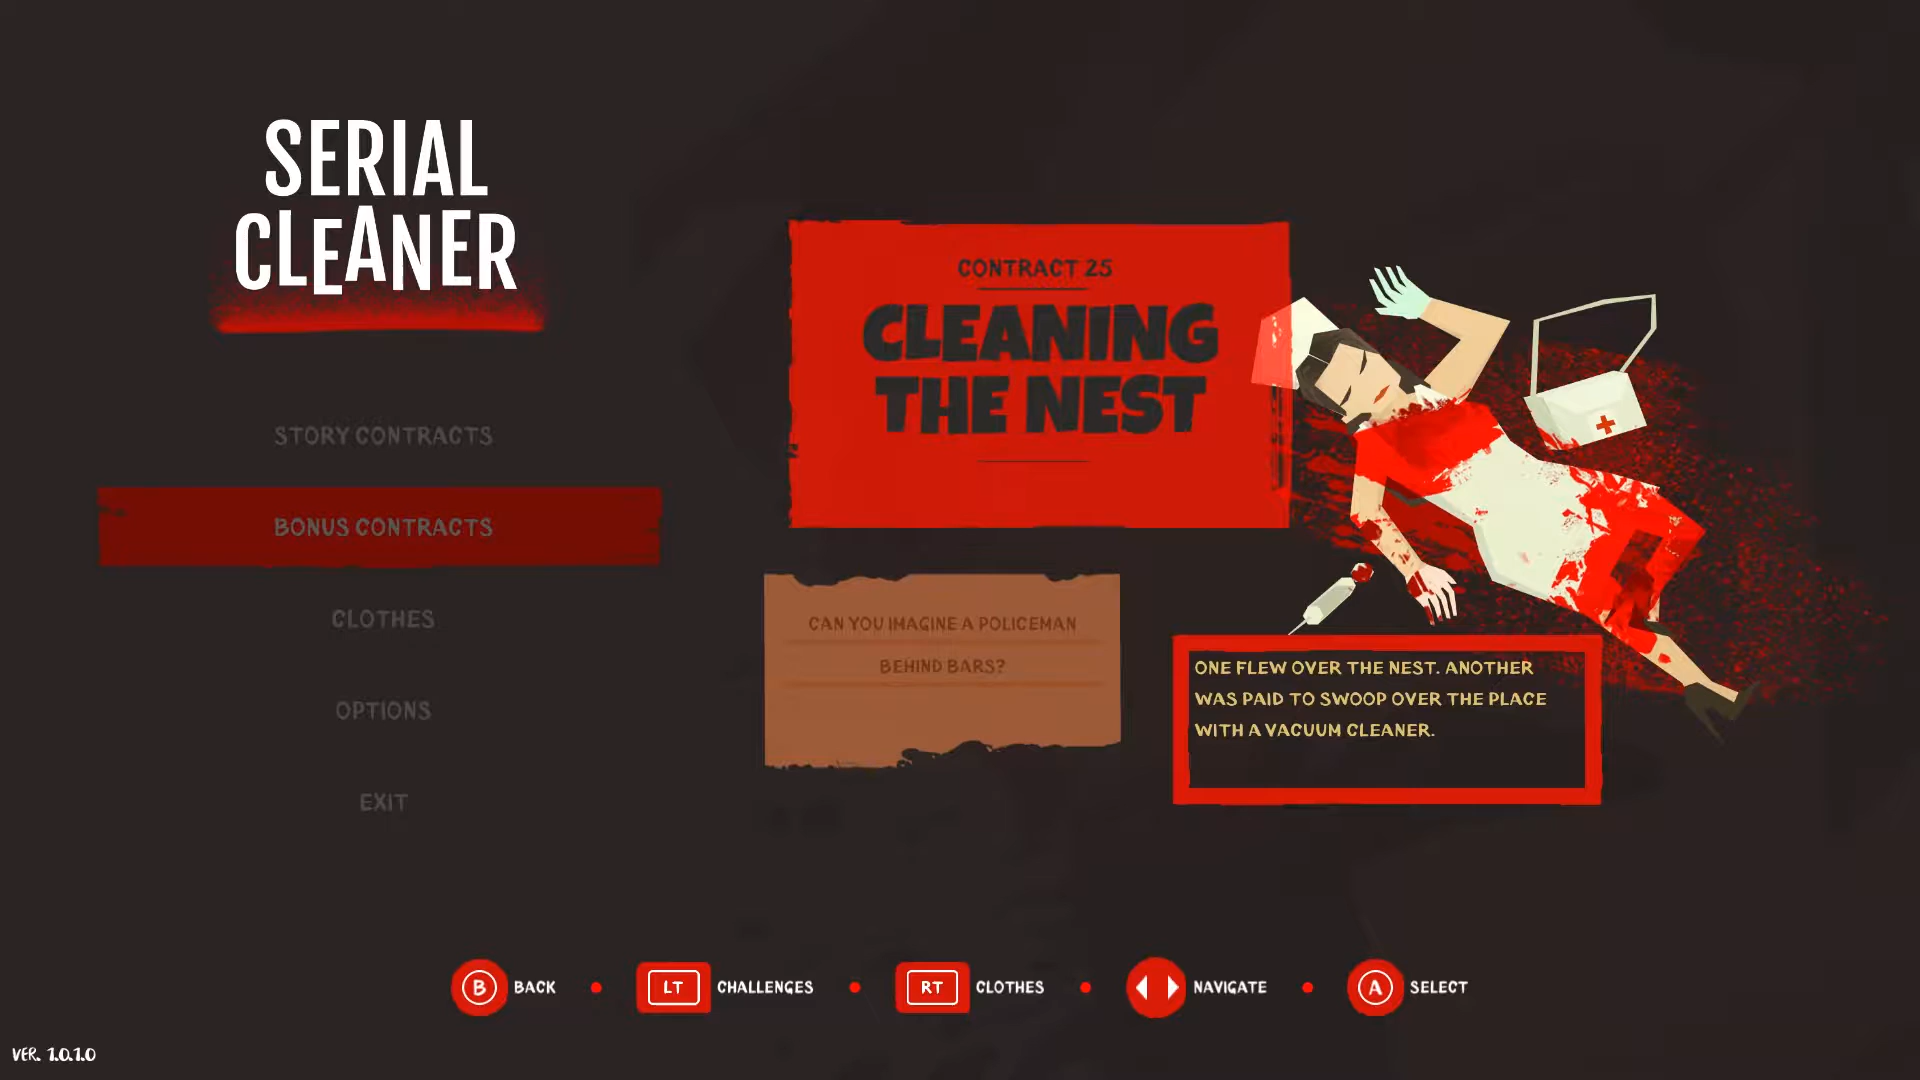 SERIAL
CLEANER
STORY CONTRACTS
BONUS CONTRACTS
CLOTHES
OPTIONS
EXIT
CONTRACT 25
CLEANING
THE NEST
CAN YOU IMAGINE A POLICEMAN
BEHIND BARS?
ONE FLEW OVER THE NEST. ANOTHER
WAS PAID TO SWOOP OVER THE PLACE
WITH A VACUUM CLEANER.
B BACK • LT CHALLENGES • RT CLOTHES • NAVIGATE • A SELECT
VER. 1.0.1.0